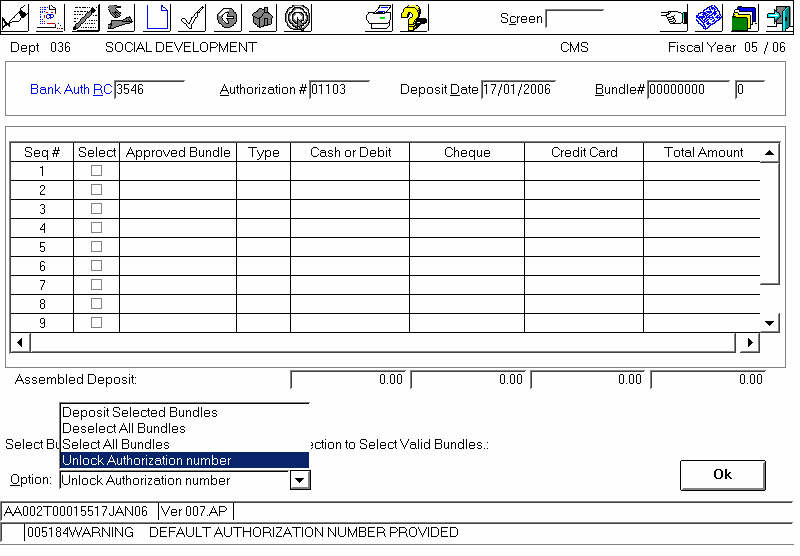 Screen
Dept 036 SOCIAL DEVELOPMENT CMS Fiscal Year 05 / 06
Bank Auth RC 3546 Authorization # 01103 Deposit Date 17/01/2006 Bundle# 00000000 0
Seq # Select Approved Bundle Type Cash or Debit Cheque Credit Card Total Amount
1
2
3
4
5
6
7
8
9
Assembled Deposit: 0.00 0.00 0.00 0.00
Deposit Selected Bundles
Deselect All Bundles
Select Bu
Select All Bundles
ection to Select Valid Bundles.:
Unlock Authorization number
Option: Unlock Authorization number
Ok
AA002T00015517JAN06 Ver 007.AP
005184WARNING DEFAULT AUTHORIZATION NUMBER PROVIDED